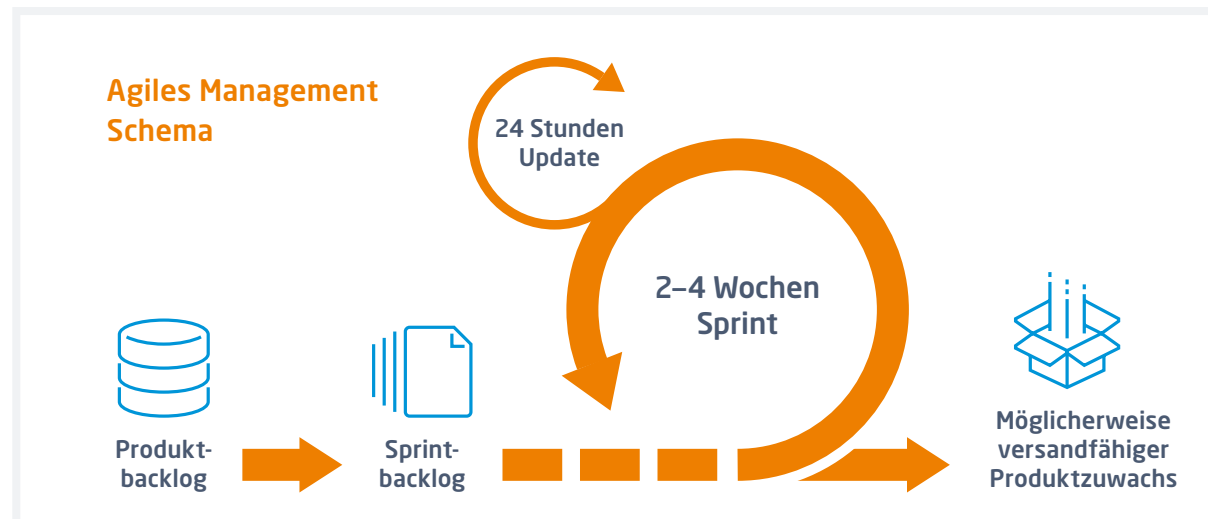 Agiles Management
Schema
24 Stunden
Update
2–4 Wochen
Sprint
Produkt-
backlog
Sprint-
backlog
Möglicherweise
versandfähiger
Produktzuwachs